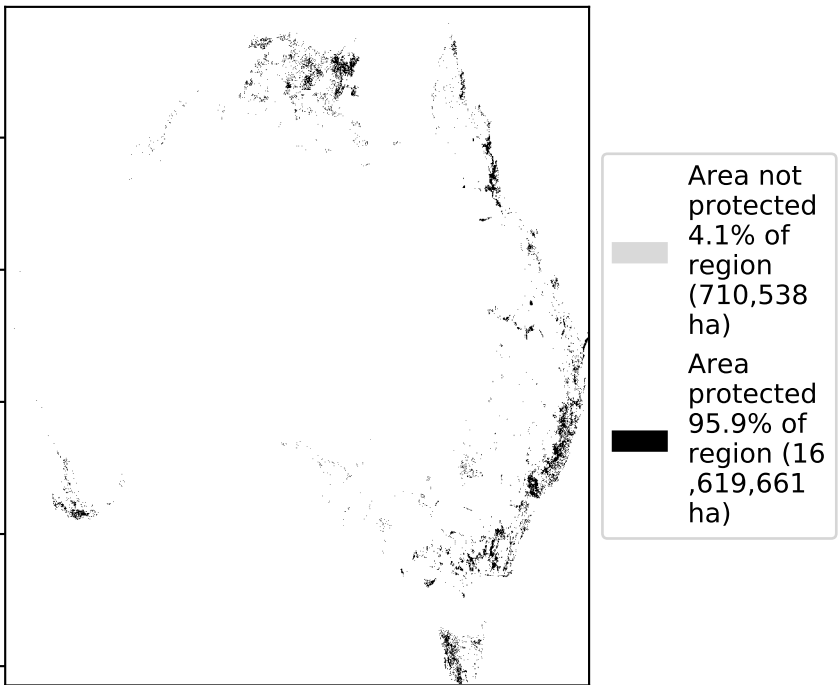 Area not
protected
4.1% of
region
(710,538
ha)
Area
protected
95.9% of
region (16
,619,661
ha)